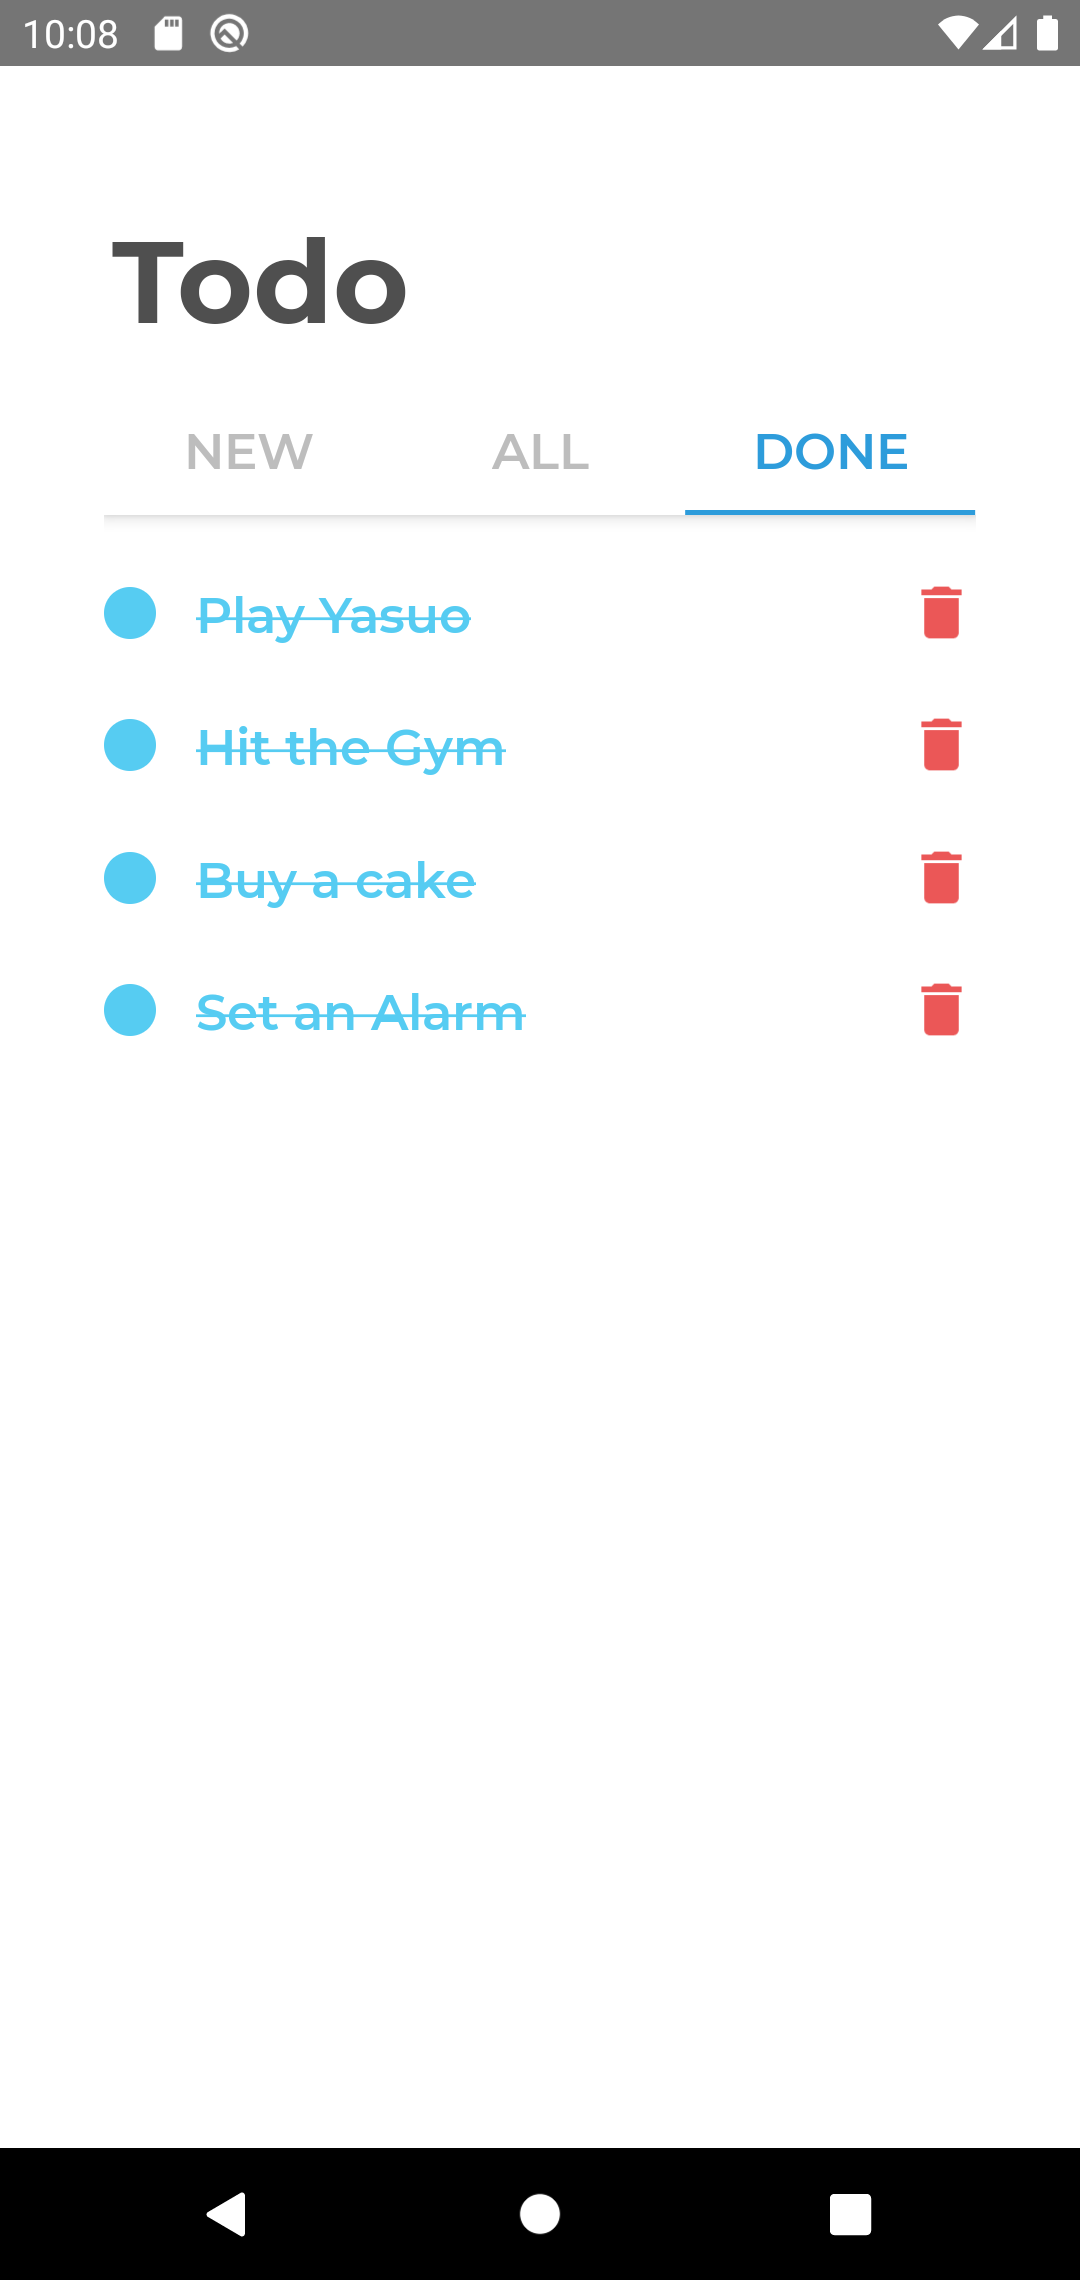 10:08
Todo
NEW ALL DONE
Play Yasuo
Hit the Gym
Buy a cake
Set an Alarm